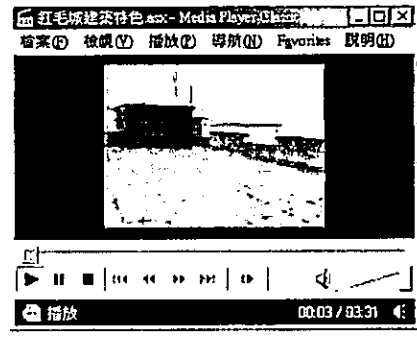 紅毛城建築特色.asx - Media Player Classic
檔案(F) 檢視(V) 播放(P) 導航(N) Favorites 說明(H)
播放 00:03 / 03:31